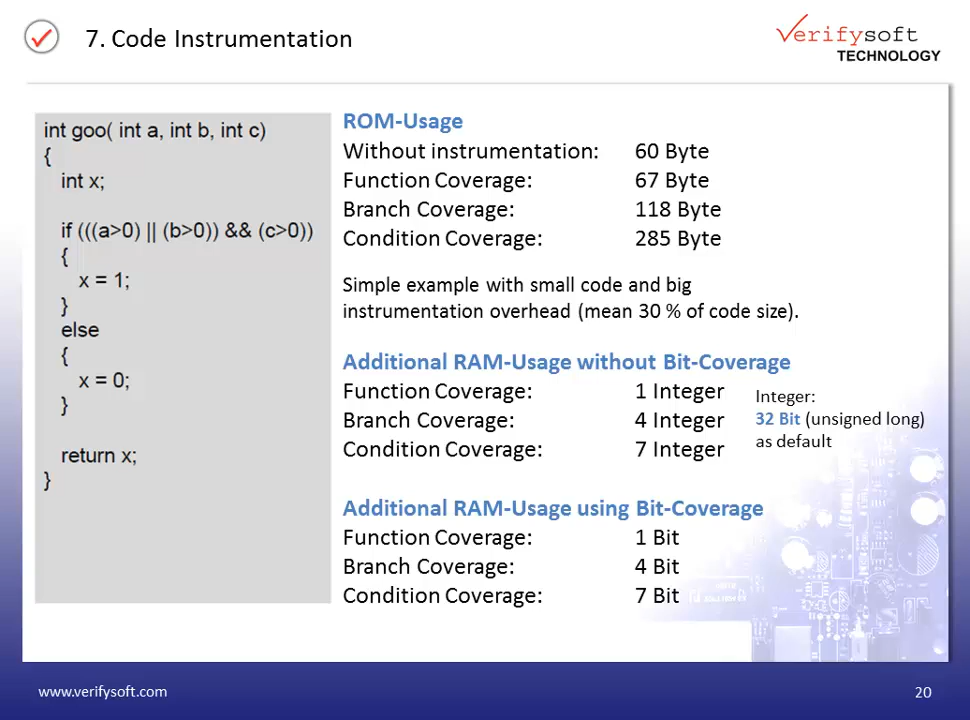 7. Code Instrumentation
Verifysoft
TECHNOLOGY
int goo( int a, int b, int c)
{
int x;
if (((a>0) || (b>0)) && (c>0))
{
x = 1;
}
else
{
x = 0;
}
return x;
}
ROM-Usage
Without instrumentation: 60 Byte
Function Coverage: 67 Byte
Branch Coverage: 118 Byte
Condition Coverage: 285 Byte
Simple example with small code and big
instrumentation overhead (mean 30 % of code size).
Additional RAM-Usage without Bit-Coverage
Function Coverage: 1 Integer
Branch Coverage: 4 Integer
Condition Coverage: 7 Integer
Integer:
32 Bit (unsigned long)
as default
Additional RAM-Usage using Bit-Coverage
Function Coverage: 1 Bit
Branch Coverage: 4 Bit
Condition Coverage: 7 Bit
www.verifysoft.com
20